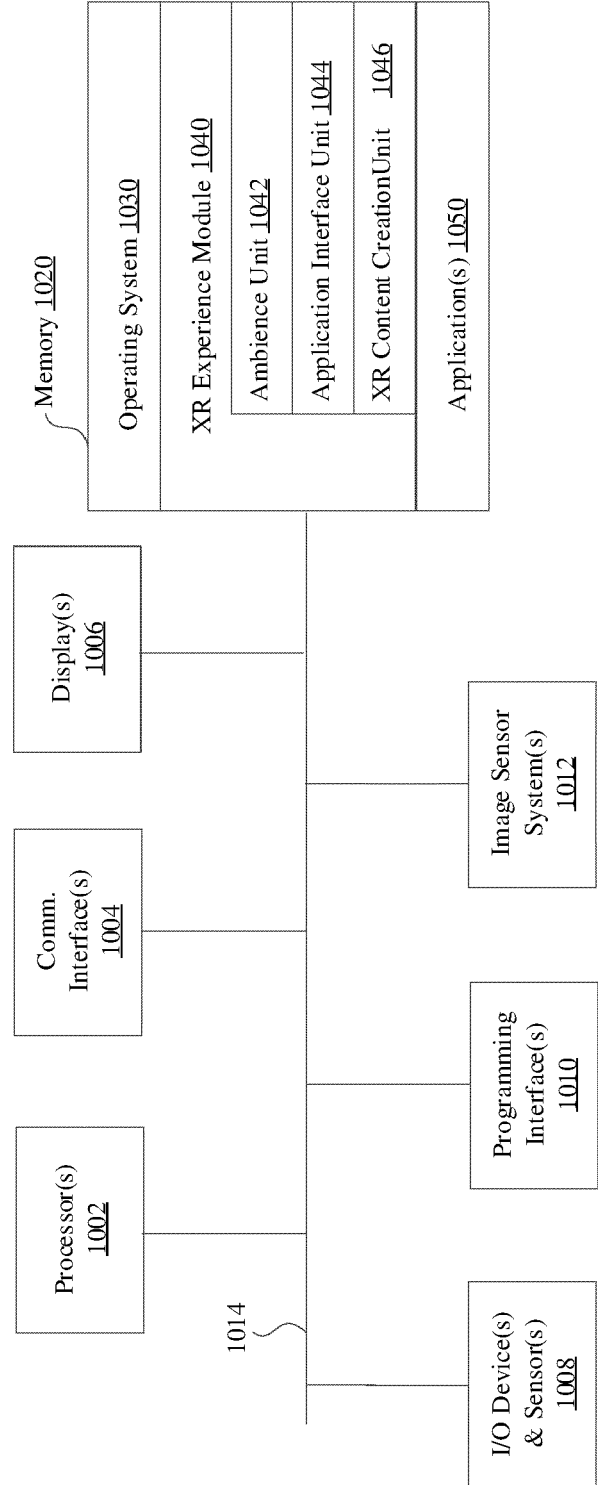 Processor(s)
1002
Comm.
Interface(s)
1004
Display(s)
1006
Memory 1020
Operating System 1030
XR Experience Module 1040
Ambience Unit 1042
Application Interface Unit 1044
XR Content CreationUnit 1046
Application(s) 1050
1014
I/O Device(s)
& Sensor(s)
1008
Programming
Interface(s)
1010
Image Sensor
System(s)
1012